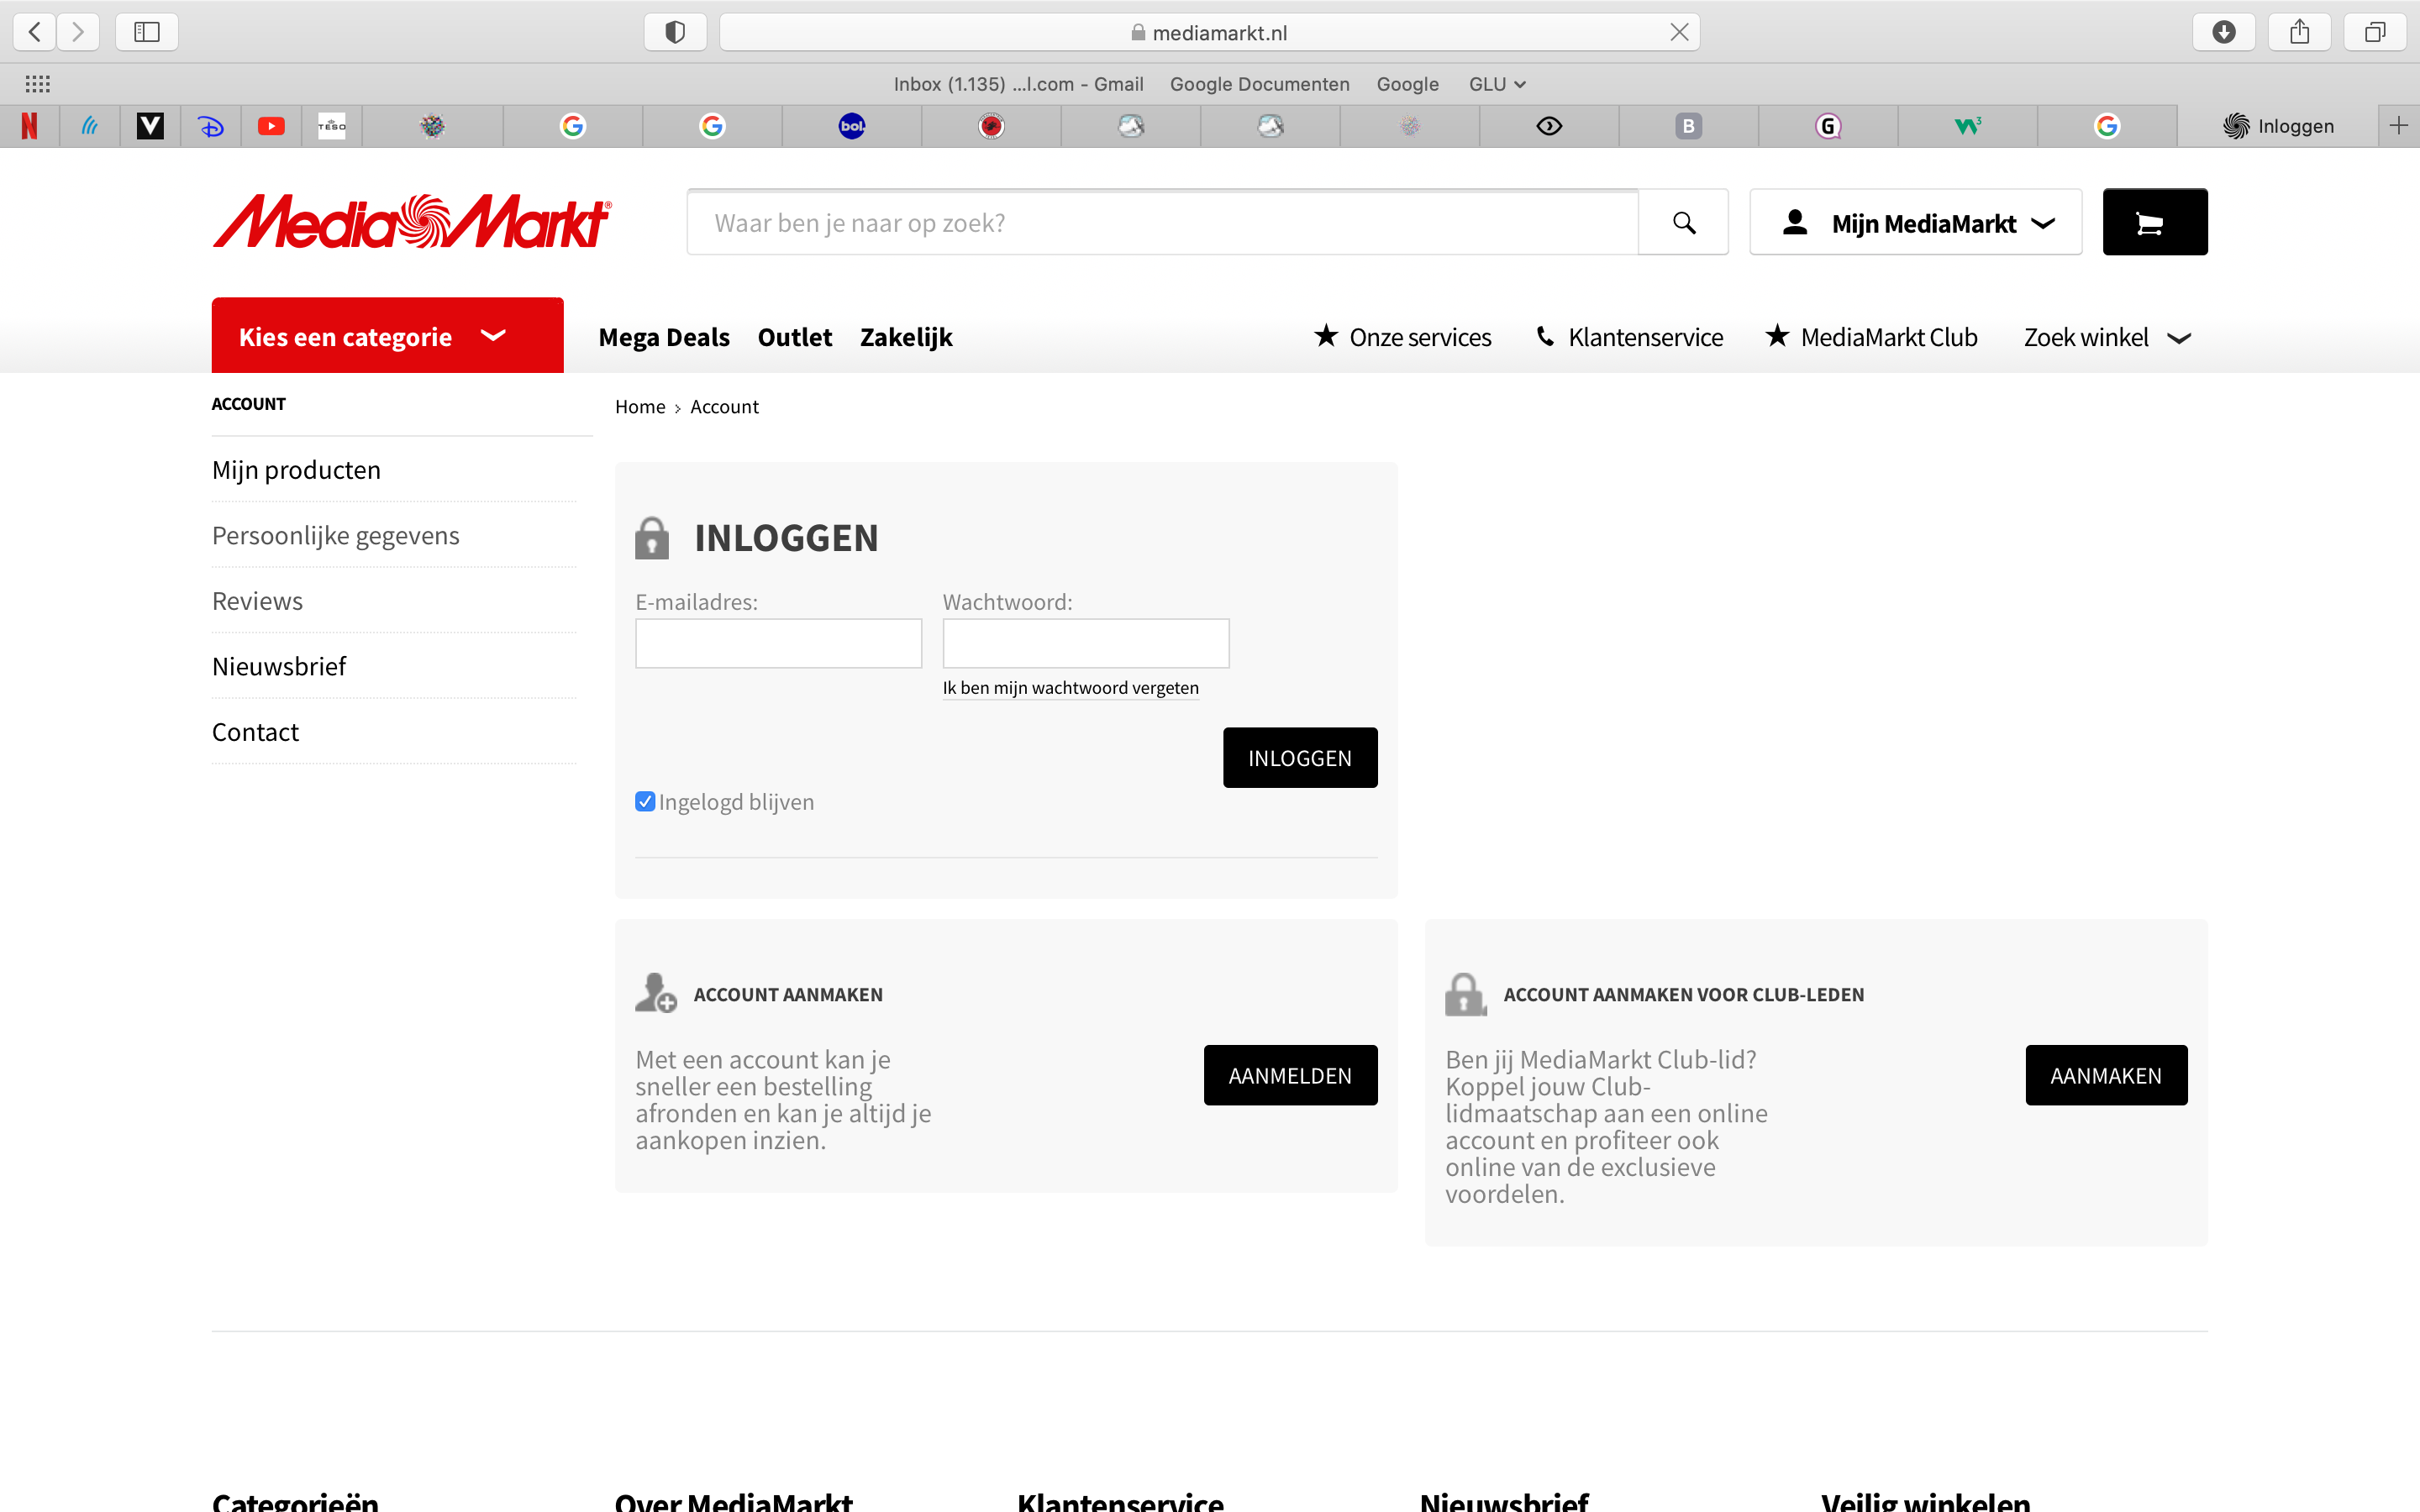 mediamarkt.nl
Inbox (1.135) ...l.com - Gmail
Google Documenten
Google
GLU
N
V
D
TESO
G
G
bol.
B
G
W3
G
Inloggen
MediaMarkt®
Waar ben je naar op zoek?
Mijn MediaMarkt
Kies een categorie
Mega Deals
Outlet
Zakelijk
Onze services
Klantenservice
MediaMarkt Club
Zoek winkel
ACCOUNT
Mijn producten
Persoonlijke gegevens
Reviews
Nieuwsbrief
Contact
Home › Account
INLOGGEN
E-mailadres:
Wachtwoord:
Ik ben mijn wachtwoord vergeten
INLOGGEN
Ingelogd blijven
ACCOUNT AANMAKEN
Met een account kan je
sneller een bestelling
afronden en kan je altijd je
aankopen inzien.
AANMELDEN
ACCOUNT AANMAKEN VOOR CLUB-LEDEN
Ben jij MediaMarkt Club-lid?
Koppel jouw Club-
lidmaatschap aan een online
account en profiteer ook
online van de exclusieve
voordelen.
AANMAKEN
Categorieën
Over MediaMarkt
Klantenservice
Nieuwsbrief
Veilig winkelen